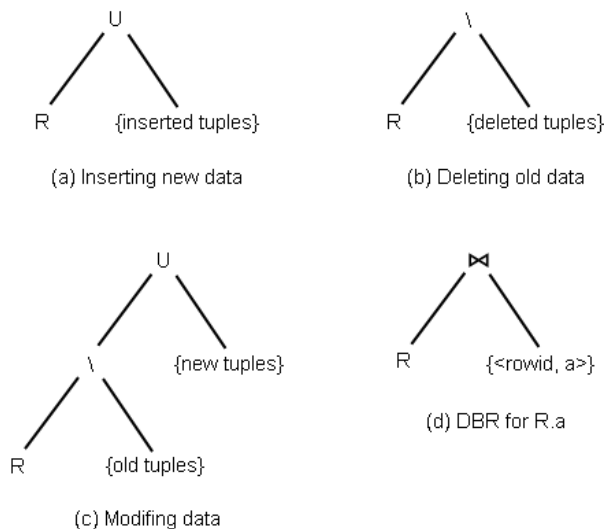 U
R {inserted tuples}
(a) Inserting new data
\
R {deleted tuples}
(b) Deleting old data
U
\ {new tuples}
R {old tuples}
(c) Modifing data
⋈
R {<rowid, a>}
(d) DBR for R.a